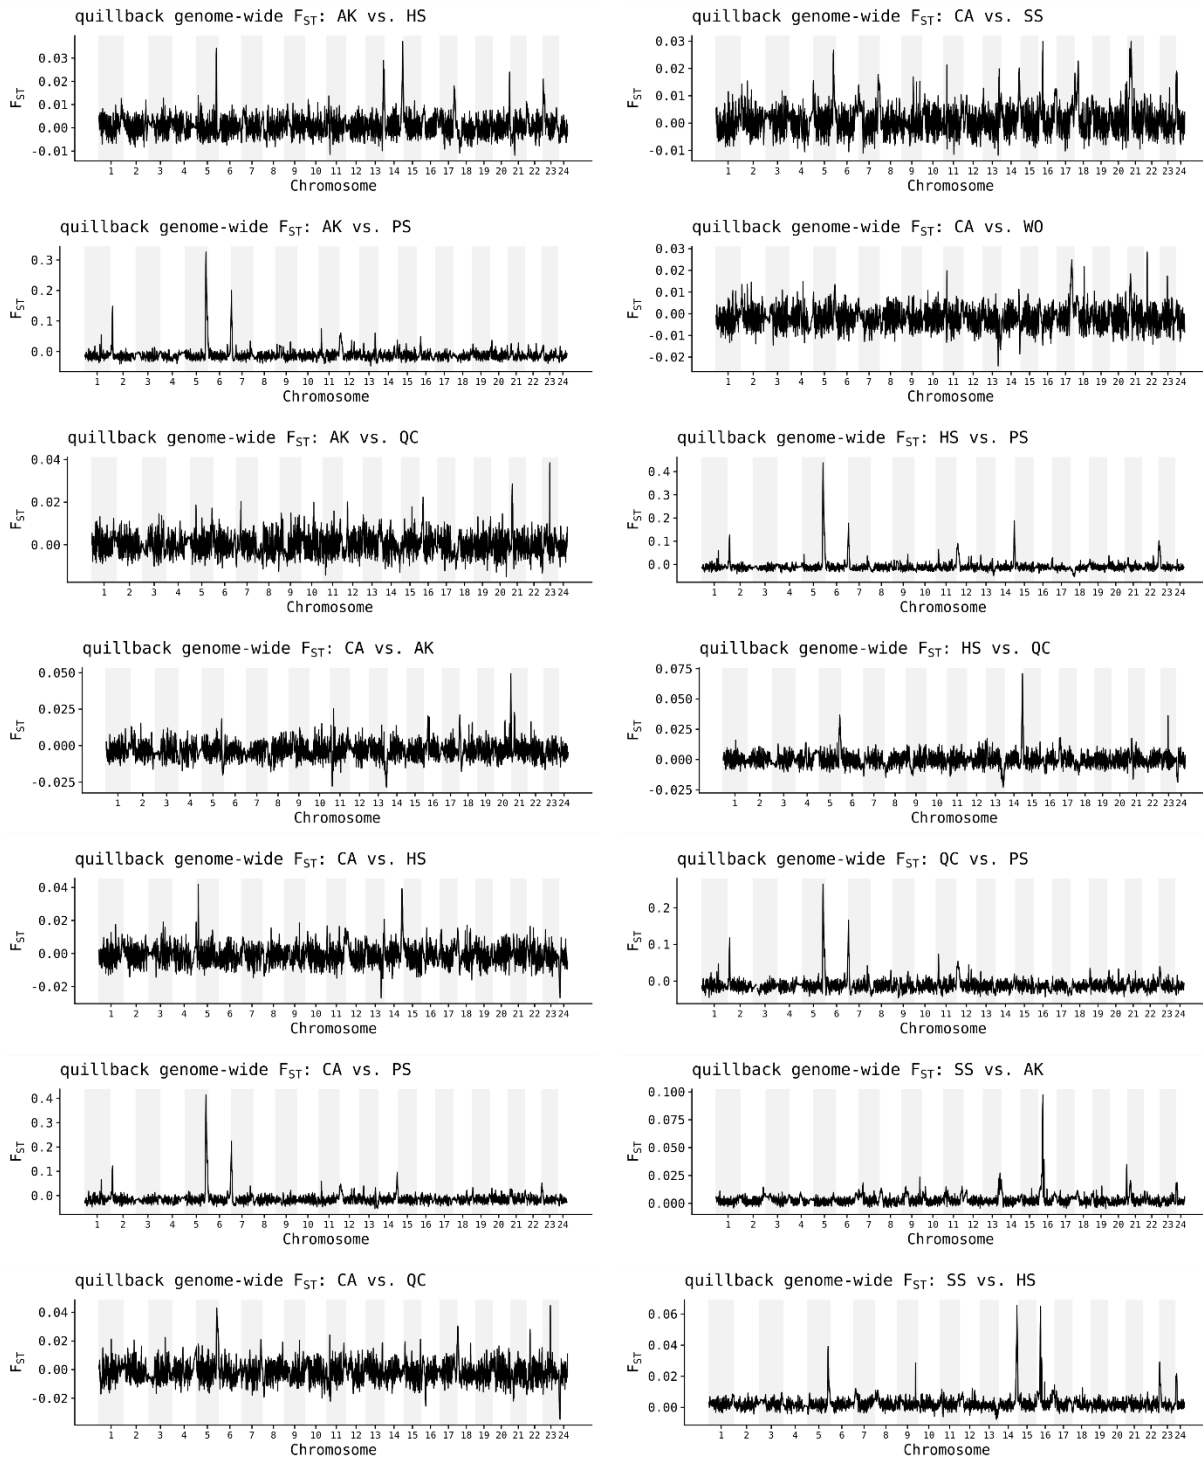 quillback genome-wide FST: AK vs. HS
0.03
0.02
0.01
0.00
-0.01
FST
1 2 3 4 5 6 7 8 9 10 11 12 13 14 15 16 17 18 19 20 21 22 23 24
Chromosome
quillback genome-wide FST: CA vs. SS
0.03
0.02
0.01
0.00
-0.01
FST
1 2 3 4 5 6 7 8 9 10 11 12 13 14 15 16 17 18 19 20 21 22 23 24
Chromosome
quillback genome-wide FST: AK vs. PS
0.3
0.2
0.1
0.0
FST
1 2 3 4 5 6 7 8 9 10 11 12 13 14 15 16 17 18 19 20 21 22 23 24
Chromosome
quillback genome-wide FST: CA vs. WO
0.03
0.02
0.01
0.00
-0.01
-0.02
FST
1 2 3 4 5 6 7 8 9 10 11 12 13 14 15 16 17 18 19 20 21 22 23 24
Chromosome
quillback genome-wide FST: AK vs. QC
0.04
0.02
0.00
FST
1 2 3 4 5 6 7 8 9 10 11 12 13 14 15 16 17 18 19 20 21 22 23 24
Chromosome
quillback genome-wide FST: HS vs. PS
0.4
0.3
0.2
0.1
0.0
FST
1 2 3 4 5 6 7 8 9 10 11 12 13 14 15 16 17 18 19 20 21 22 23 24
Chromosome
quillback genome-wide FST: CA vs. AK
0.050
0.025
0.000
-0.025
FST
1 2 3 4 5 6 7 8 9 10 11 12 13 14 15 16 17 18 19 20 21 22 23 24
Chromosome
quillback genome-wide FST: HS vs. QC
0.075
0.050
0.025
0.000
-0.025
FST
1 2 3 4 5 6 7 8 9 10 11 12 13 14 15 16 17 18 19 20 21 22 23 24
Chromosome
quillback genome-wide FST: CA vs. HS
0.04
0.02
0.00
-0.02
FST
1 2 3 4 5 6 7 8 9 10 11 12 13 14 15 16 17 18 19 20 21 22 23 24
Chromosome
quillback genome-wide FST: QC vs. PS
0.2
0.1
0.0
FST
1 2 3 4 5 6 7 8 9 10 11 12 13 14 15 16 17 18 19 20 21 22 23 24
Chromosome
quillback genome-wide FST: CA vs. PS
0.4
0.3
0.2
0.1
0.0
FST
1 2 3 4 5 6 7 8 9 10 11 12 13 14 15 16 17 18 19 20 21 22 23 24
Chromosome
quillback genome-wide FST: SS vs. AK
0.100
0.075
0.050
0.025
0.000
FST
1 2 3 4 5 6 7 8 9 10 11 12 13 14 15 16 17 18 19 20 21 22 23 24
Chromosome
quillback genome-wide FST: CA vs. QC
0.04
0.02
0.00
-0.02
FST
1 2 3 4 5 6 7 8 9 10 11 12 13 14 15 16 17 18 19 20 21 22 23 24
Chromosome
quillback genome-wide FST: SS vs. HS
0.06
0.04
0.02
0.00
FST
1 2 3 4 5 6 7 8 9 10 11 12 13 14 15 16 17 18 19 20 21 22 23 24
Chromosome